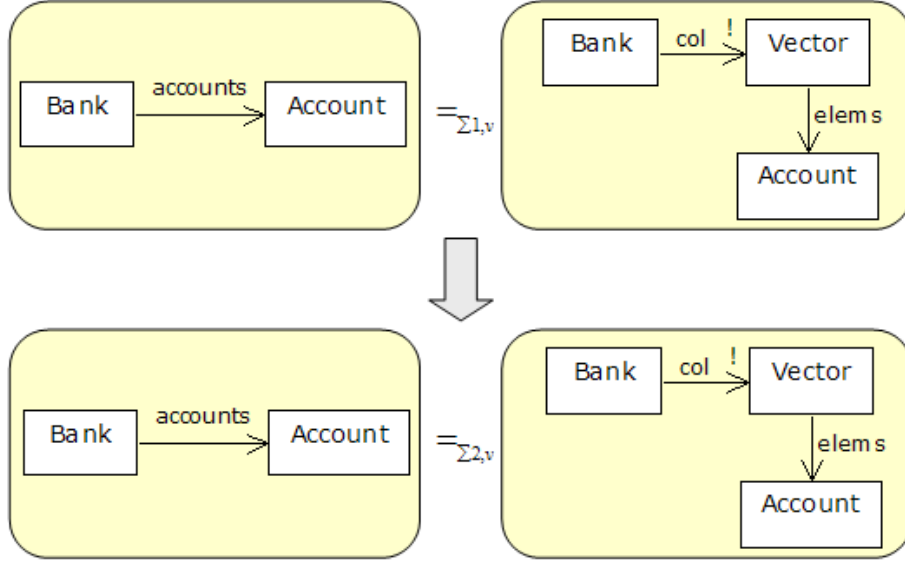 Bank accounts Account
=Σ1,v
Bank col ! Vector
elems
Account
Bank accounts Account
=Σ2,v
Bank col ! Vector
elems
Account